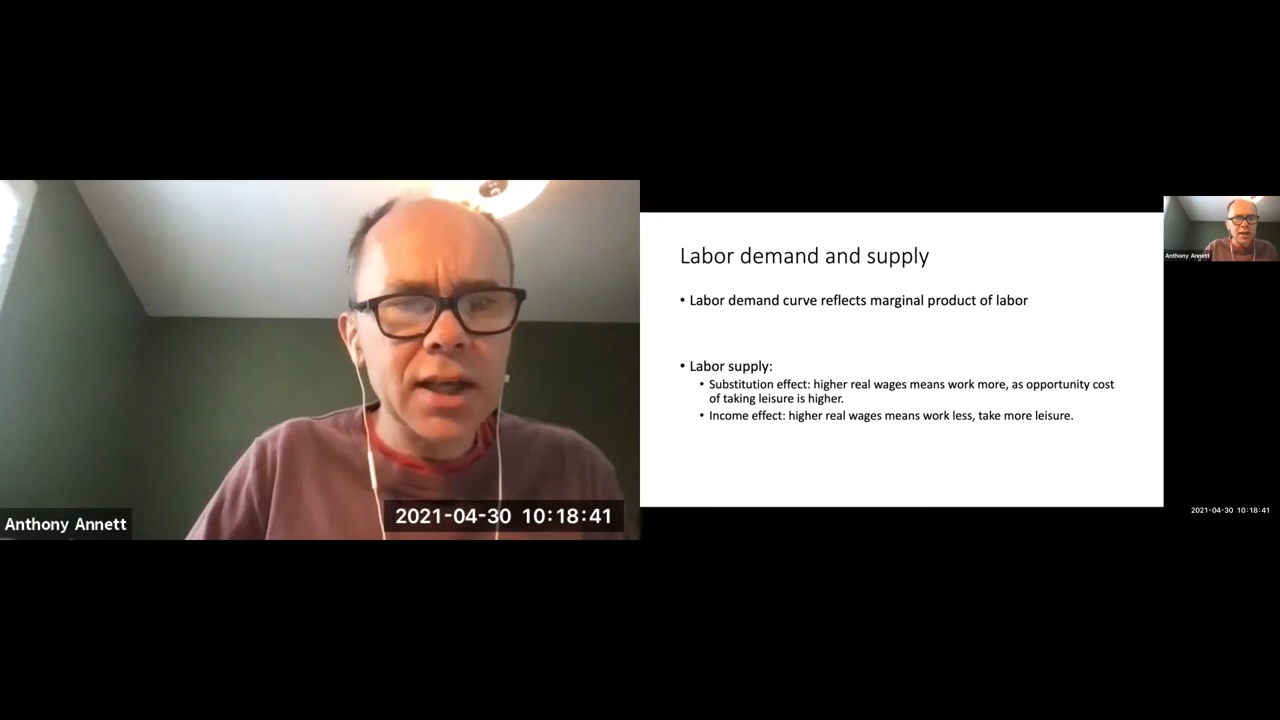 Anthony Annett
2021-04-30 10:18:41
Labor demand and supply
• Labor demand curve reflects marginal product of labor
• Labor supply:
• Substitution effect: higher real wages means work more, as opportunity cost
of taking leisure is higher.
• Income effect: higher real wages means work less, take more leisure.
Anthony Annett
2021-04-30 10:18:41